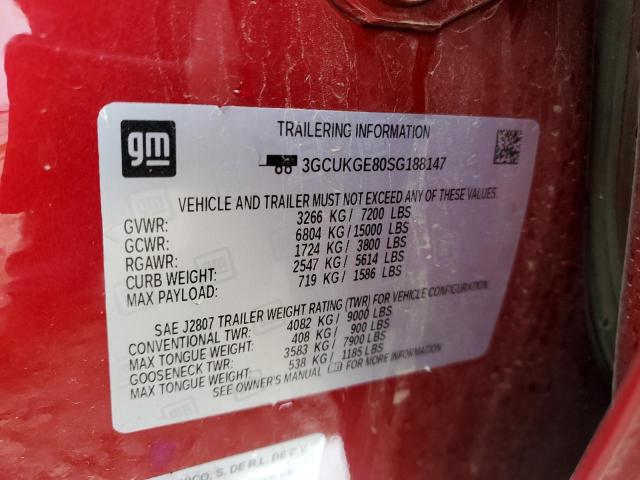 gm
TRAILERING INFORMATION
3GCUKGE80SG188147
VEHICLE AND TRAILER MUST NOT EXCEED ANY OF THESE VALUES.
GVWR: 3266 KG / 7200 LBS
GCWR: 6804 KG / 15000 LBS
RGAWR: 1724 KG / 3800 LBS
CURB WEIGHT: 2547 KG / 5614 LBS
MAX PAYLOAD: 719 KG / 1586 LBS
SAE J2807 TRAILER WEIGHT RATING (TWR) FOR VEHICLE CONFIGURATION.
CONVENTIONAL TWR: 4082 KG / 9000 LBS
MAX TONGUE WEIGHT: 408 KG / 900 LBS
GOOSENECK TWR: 3583 KG / 7900 LBS
MAX TONGUE WEIGHT: 538 KG / 1185 LBS
SEE OWNER'S MANUAL FOR MORE INFORMATION
S. DE R.L. DE C.V.